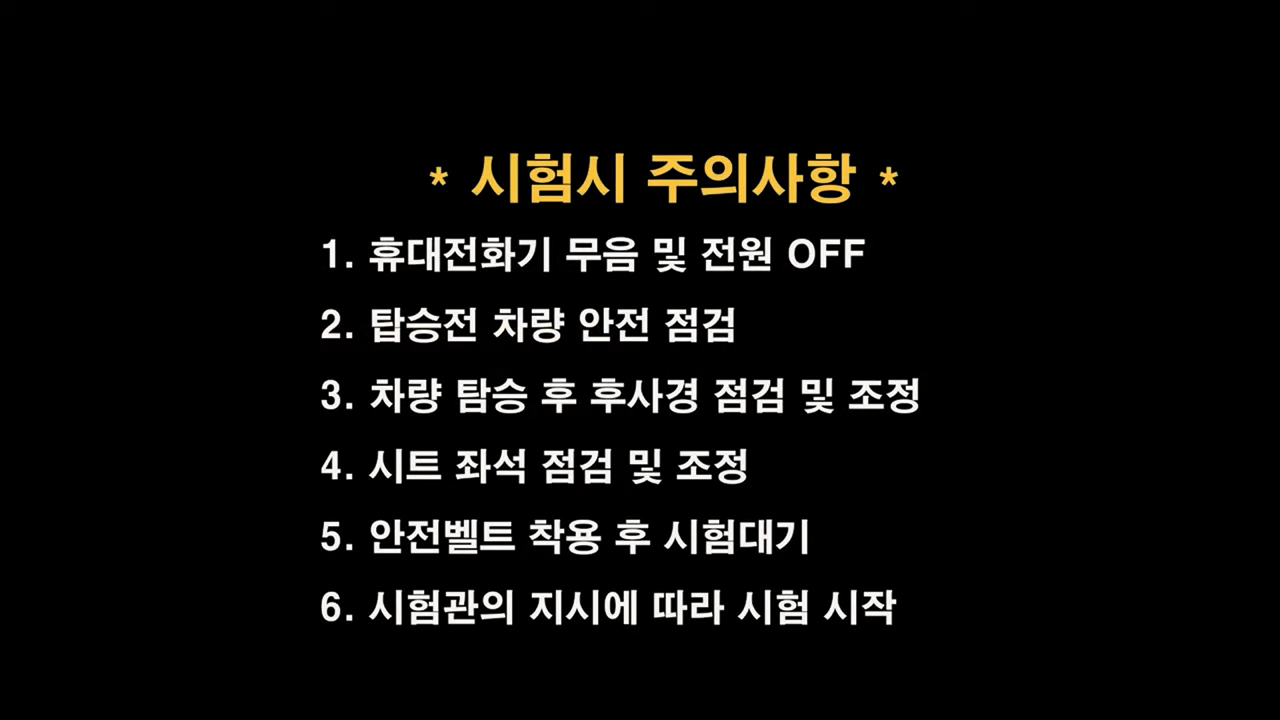 * 시험시 주의사항 *
1. 휴대전화기 무음 및 전원 OFF
2. 탑승전 차량 안전 점검
3. 차량 탐승 후 후사경 점검 및 조정
4. 시트 좌석 점검 및 조정
5. 안전벨트 착용 후 시험대기
6. 시험관의 지시에 따라 시험 시작